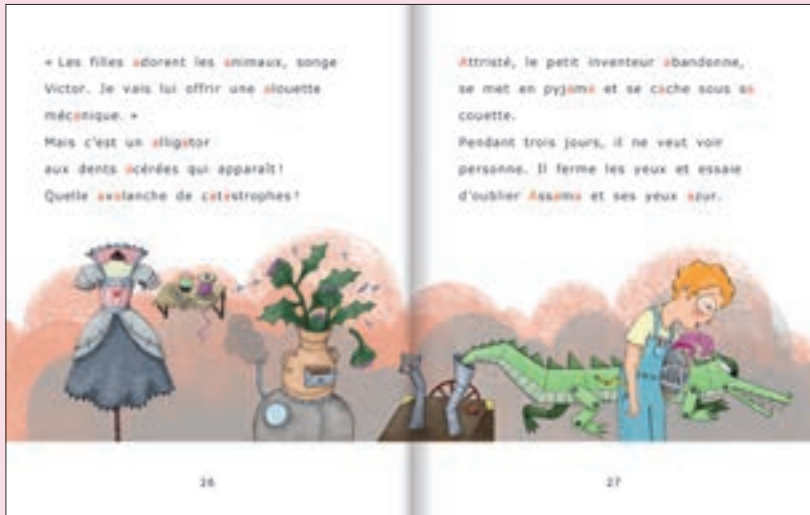 « Les filles adorent les animaux, songe
Victor. Je vais lui offrir une alouette
mécanique. »
Mais c'est un alligator
aux dents acérées qui apparaît !
Quelle avalanche de catastrophes !
26
Attristé, le petit inventeur abandonne,
se met en pyjama et se cache sous sa
couette.
Pendant trois jours, il ne veut voir
personne. Il ferme les yeux et essaie
d'oublier Assama et ses yeux azur.
27